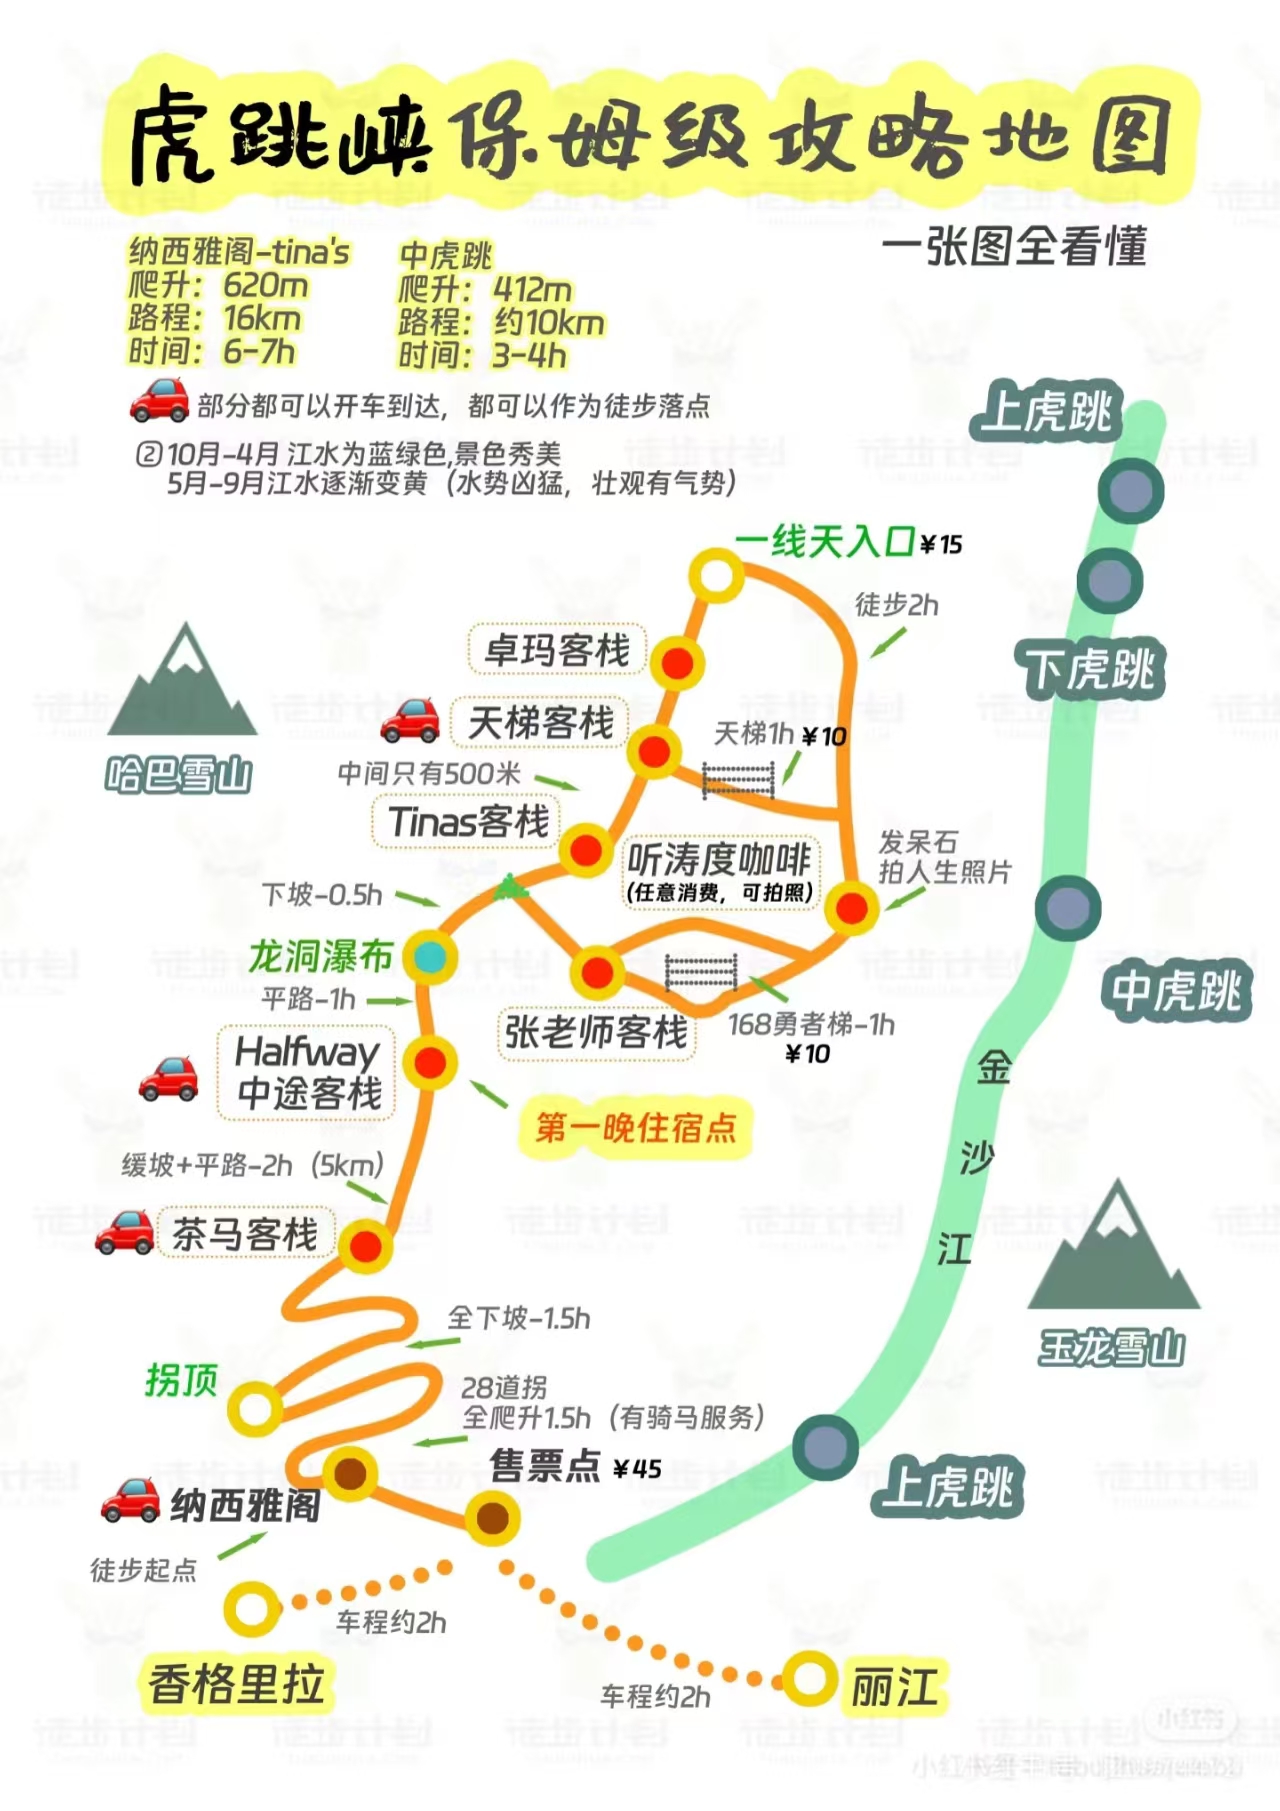 虎跳峡保姆级攻略地图
一张图全看懂
纳西雅阁-tina's
爬升：620m
路程：16km
时间：6-7h
中虎跳
爬升：412m
路程：约10km
时间：3-4h
部分都可以开车到达，都可以作为徒步落点
②10月-4月 江水为蓝绿色,景色秀美
5月-9月江水逐渐变黄（水势凶猛，壮观有气势）
上虎跳
一线天入口 ¥15
徒步2h
卓玛客栈
下虎跳
天梯客栈
天梯1h ¥10
哈巴雪山
中间只有500米
Tinas客栈
听涛度咖啡
(任意消费，可拍照)
发呆石
拍人生照片
下坡-0.5h
龙洞瀑布
平路-1h
中虎跳
张老师客栈
168勇者梯-1h
¥10
Halfway
中途客栈
第一晚住宿点
金
沙
江
缓坡+平路-2h（5km）
茶马客栈
全下坡-1.5h
玉龙雪山
拐顶
28道拐
全爬升1.5h（有骑马服务）
售票点 ¥45
上虎跳
纳西雅阁
徒步起点
车程约2h
香格里拉
车程约2h
丽江
小红书